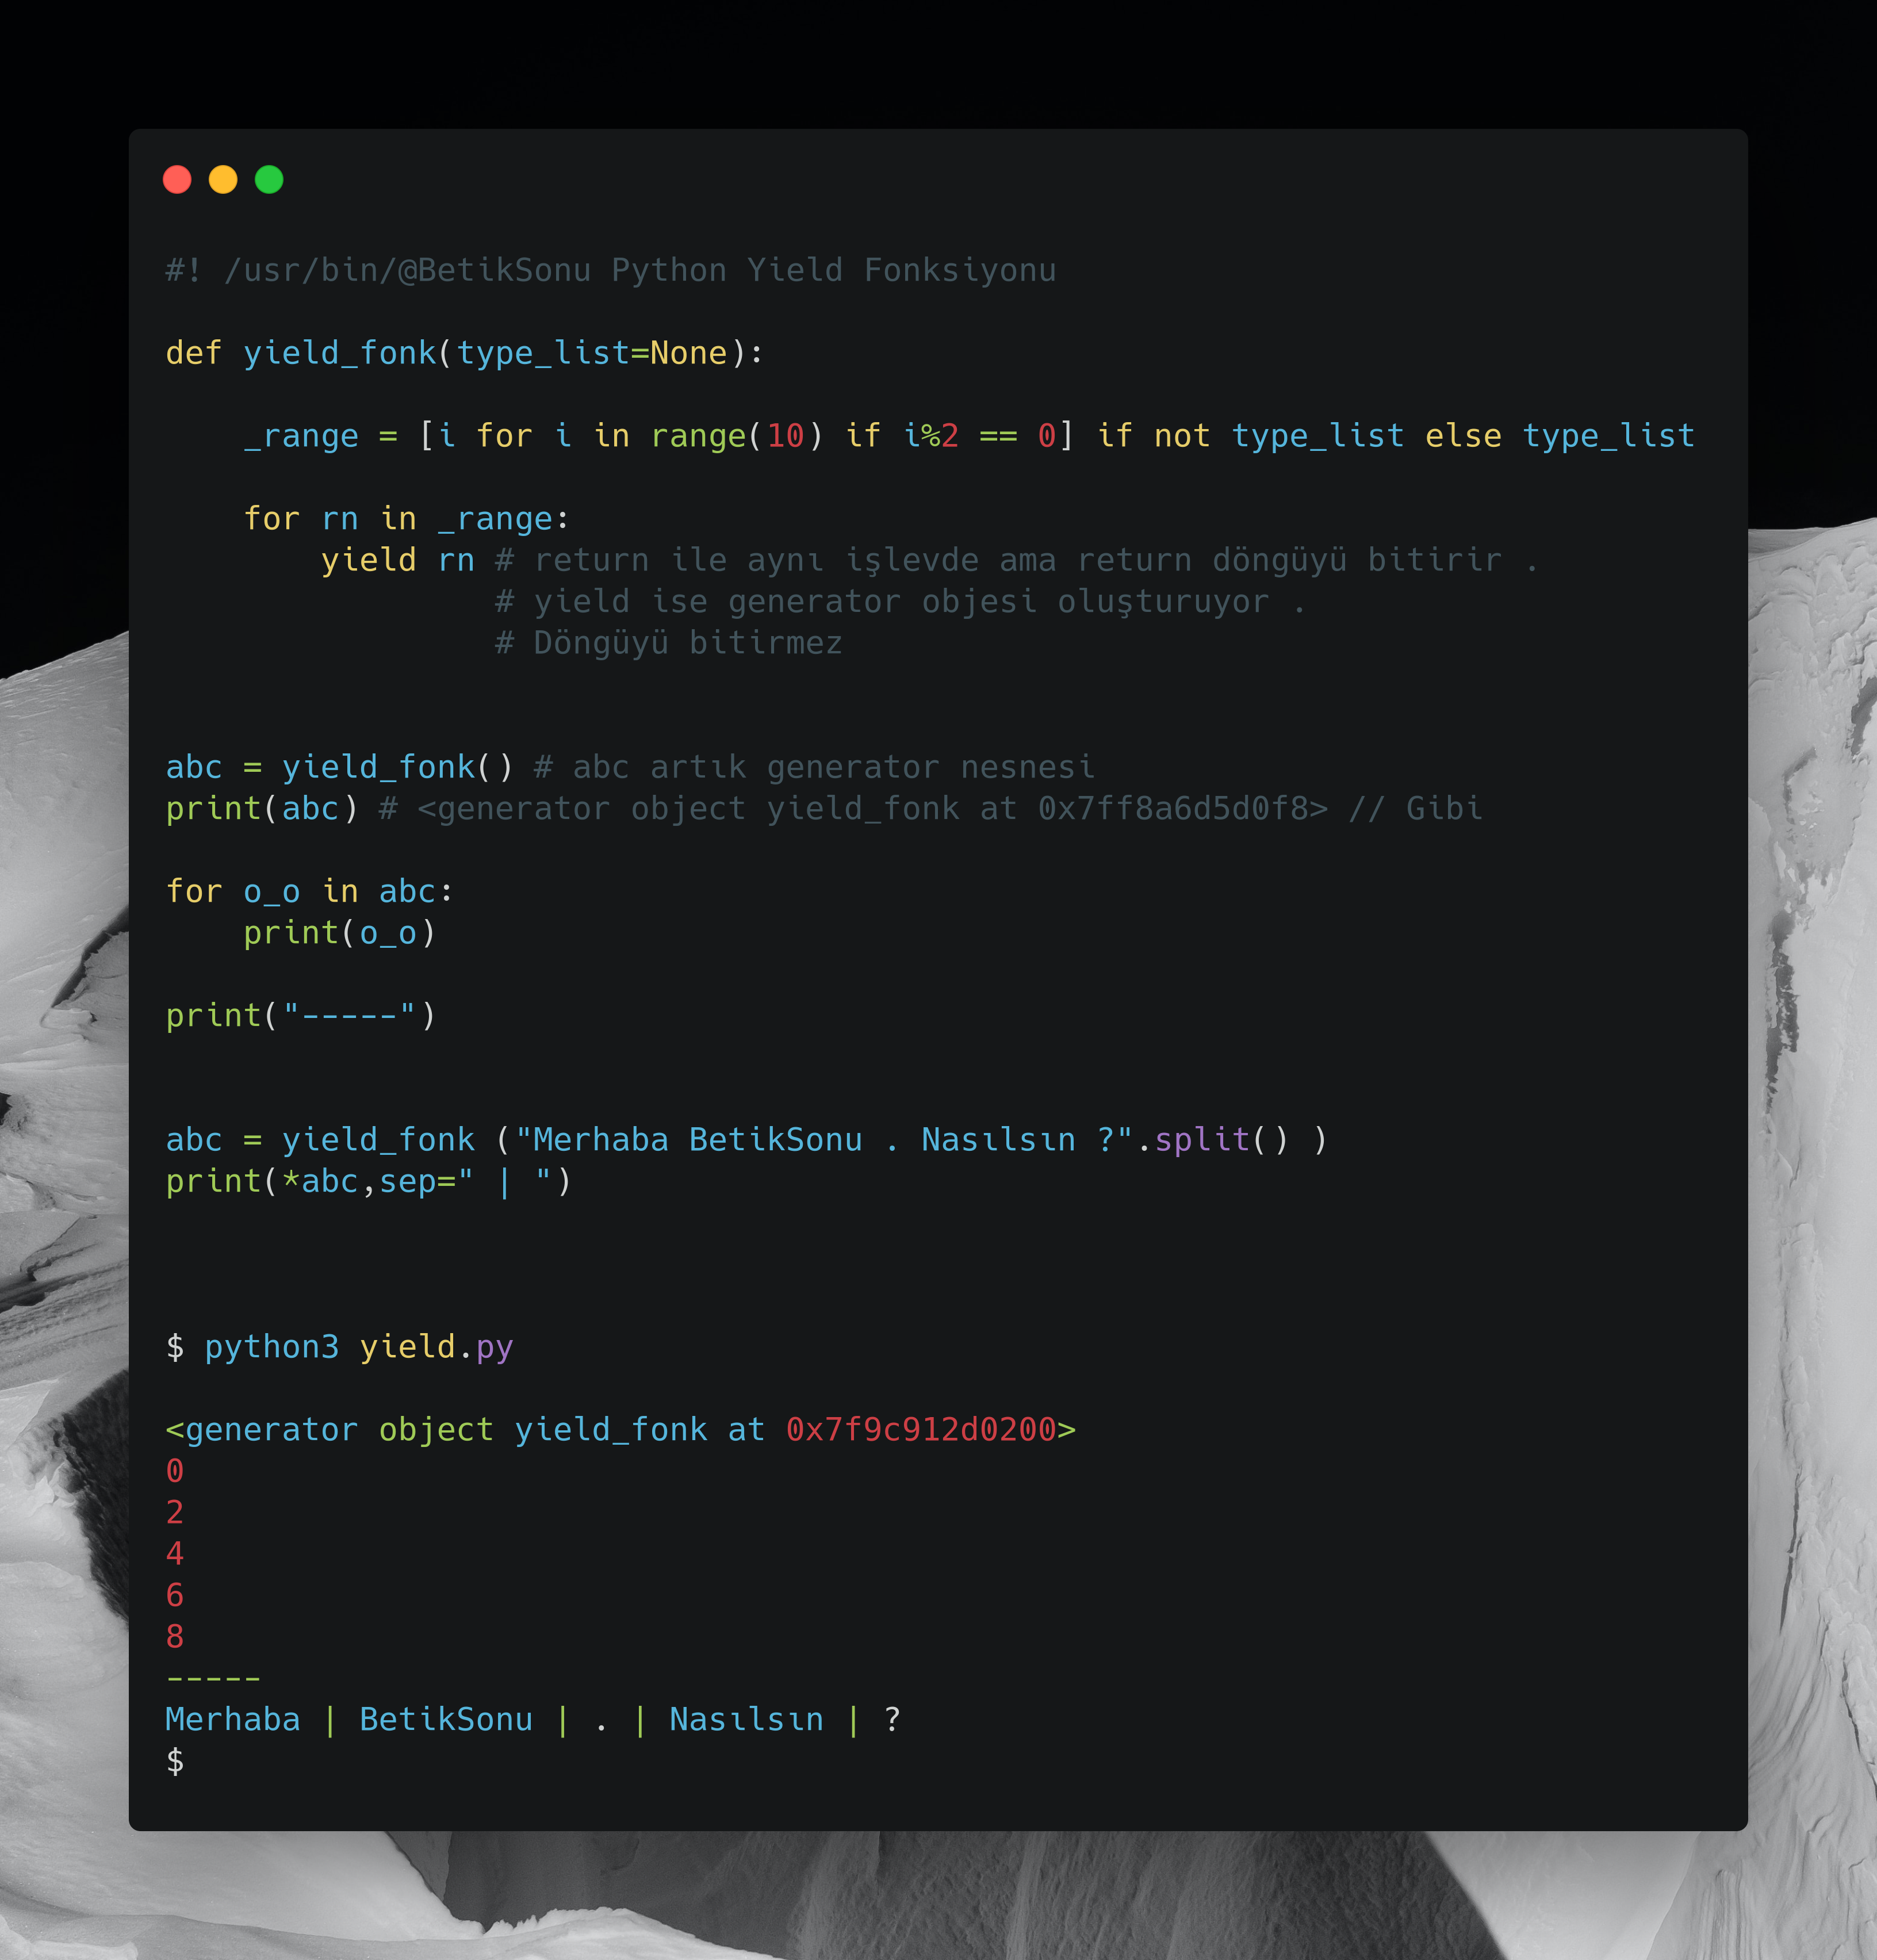 #! /usr/bin/@BetikSonu Python Yield Fonksiyonu
def yield_fonk(type_list=None):
    _range = [i for i in range(10) if i%2 == 0] if not type_list else type_list
    for rn in _range:
        yield rn # return ile aynı işlevde ama return döngüyü bitirir .
                 # yield ise generator objesi oluşturuyor .
                 # Döngüyü bitirmez
abc = yield_fonk() # abc artık generator nesnesi
print(abc) # <generator object yield_fonk at 0x7ff8a6d5d0f8> // Gibi
for o_o in abc:
    print(o_o)
print("-----")
abc = yield_fonk ("Merhaba BetikSonu . Nasılsın ?".split() )
print(*abc,sep=" | ")
$ python3 yield.py
<generator object yield_fonk at 0x7f9c912d0200>
0
2
4
6
8
-----
Merhaba | BetikSonu | . | Nasılsın | ?
$